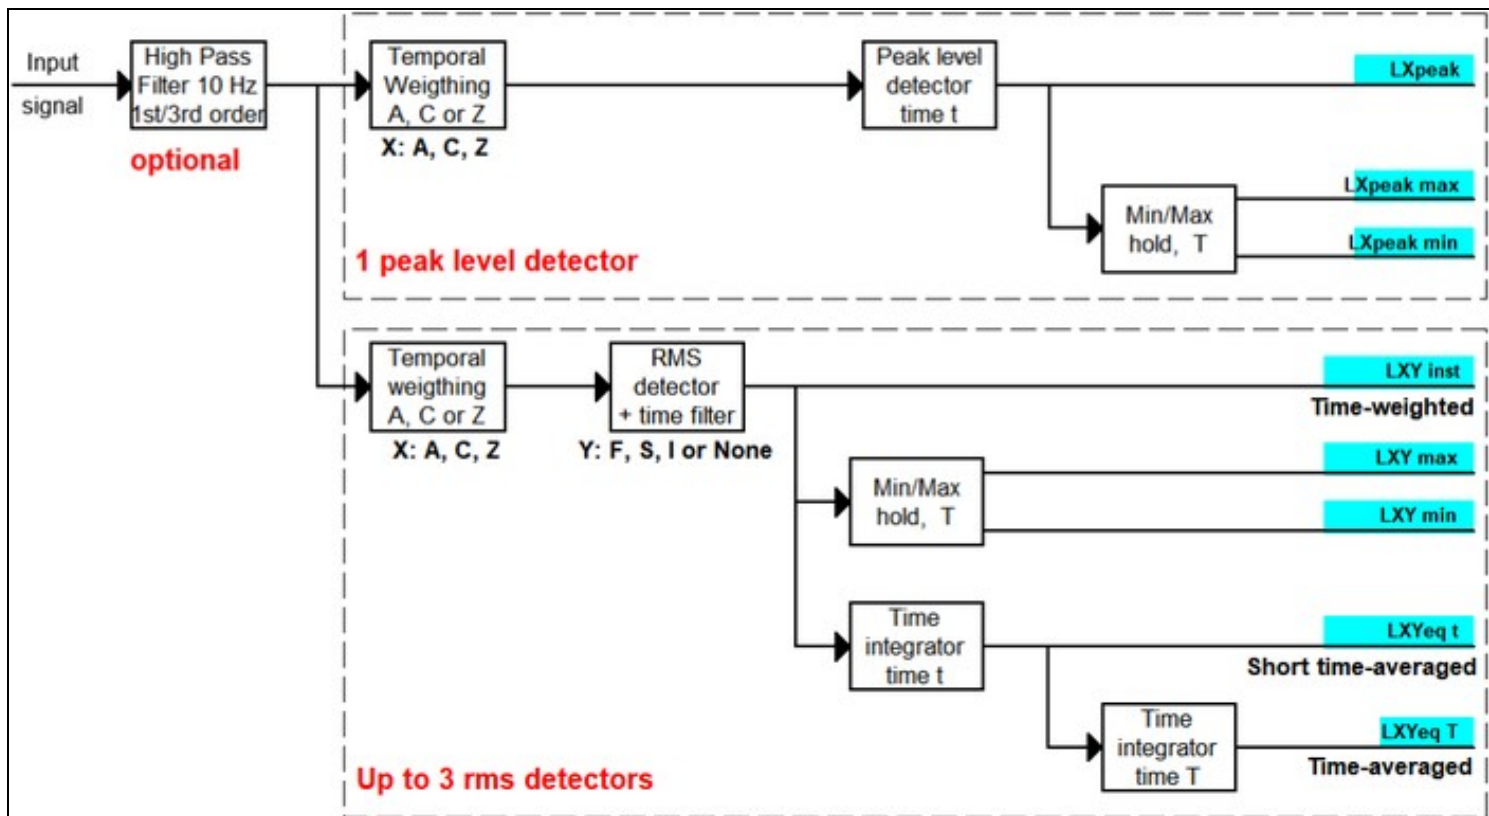 Input
signal
High Pass
Filter 10 Hz
1st/3rd order
optional
Temporal
Weigthing
A, C or Z
X: A, C, Z
Peak level
detector
time t
LXpeak
Min/Max
hold, T
LXpeak max
LXpeak min
1 peak level detector
Temporal
weigthing
A, C or Z
X: A, C, Z
RMS
detector
+ time filter
Y: F, S, I or None
LXY inst
Time-weighted
Min/Max
hold, T
LXY max
LXY min
Time
integrator
time t
LXYeq t
Short time-averaged
Time
integrator
time T
LXYeq T
Time-averaged
Up to 3 rms detectors